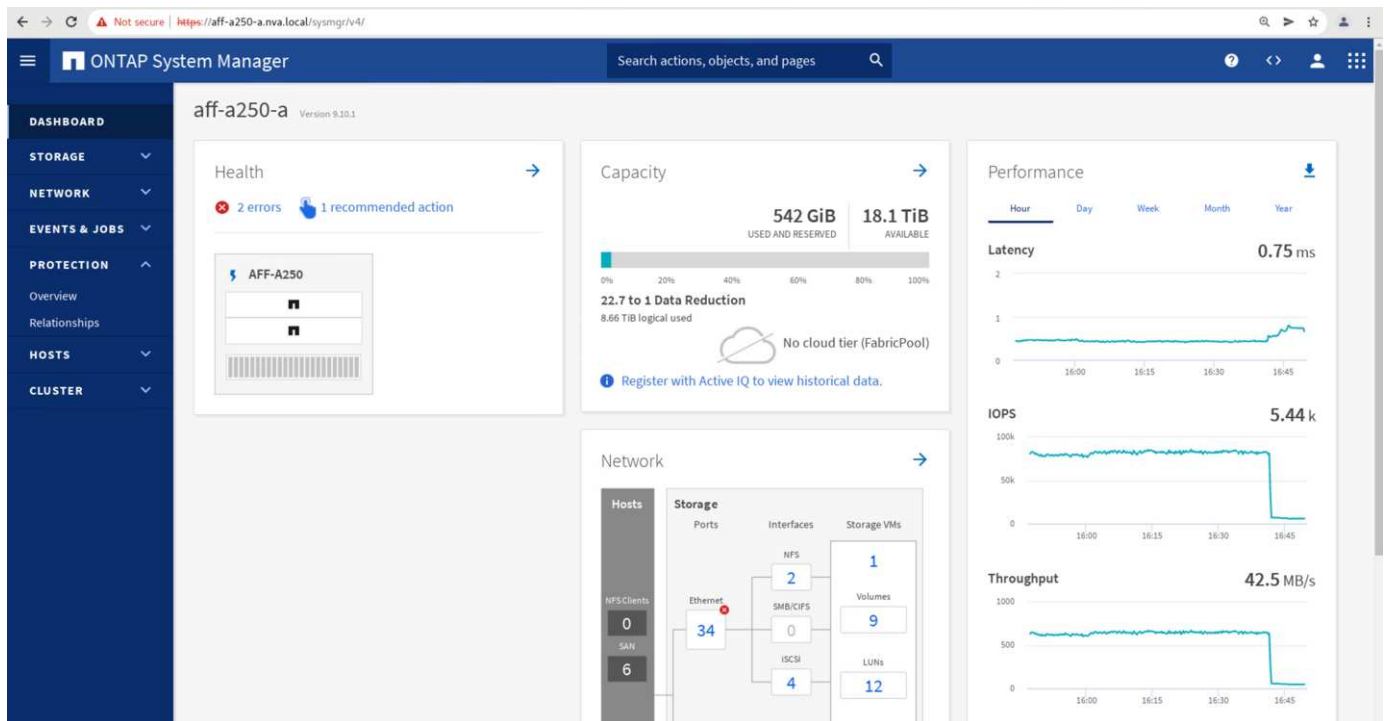 Not secure | https://aff-a250-a.nva.local/sysmgr/v4/
ONTAP System Manager
Search actions, objects, and pages
DASHBOARD
STORAGE
NETWORK
EVENTS & JOBS
PROTECTION
Overview
Relationships
HOSTS
CLUSTER
aff-a250-a Version 9.10.1
Health
2 errors 1 recommended action
AFF-A250
Capacity
542 GiB 18.1 TiB
USED AND RESERVED AVAILABLE
0% 20% 40% 60% 80% 100%
22.7 to 1 Data Reduction
8.66 TiB logical used
No cloud tier (FabricPool)
Register with Active IQ to view historical data.
Network
Hosts Storage
Ports Interfaces Storage VMs
NFS
2
1
NFS Clients
0
SAN
6
Ethernet
34
SMB/CIFS
0
iSCSI
4
Volumes
9
LUNs
12
Performance
Hour Day Week Month Year
Latency 0.75 ms
2
1
0
16:00 16:15 16:30 16:45
IOPS 5.44 k
100k
50k
0
16:00 16:15 16:30 16:45
Throughput 42.5 MB/s
1000
500
0
16:00 16:15 16:30 16:45